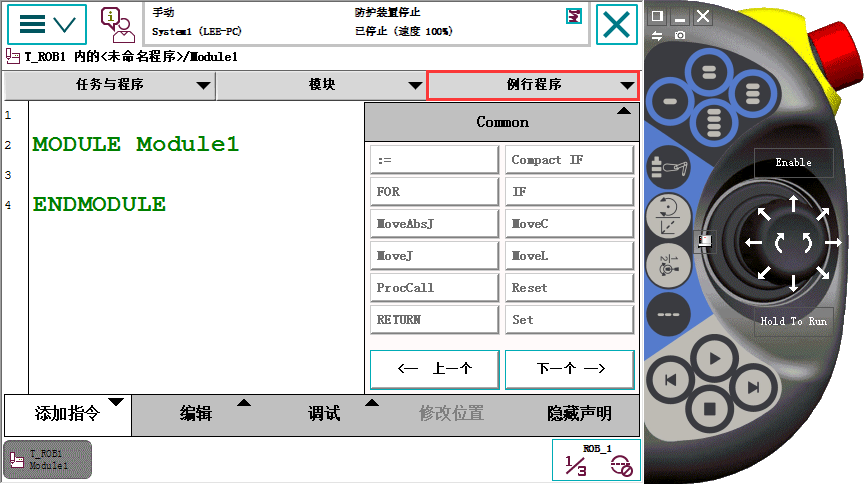 手动
防护装置停止
System1 (LEE-PC)
已停止 (速度 100%)
T_ROB1 内的<未命名程序>/Module1
任务与程序
模块
例行程序
1
2 MODULE Module1
3
4 ENDMODULE
Common
:= Compact IF
FOR IF
MoveAbsJ MoveC
MoveJ MoveL
ProcCall Reset
RETURN Set
<— 上一个
下一个 —>
添加指令
编辑
调试
修改位置
隐藏声明
T_ROB1
Module1
ROB_1
1/3
Enable
Hold To Run